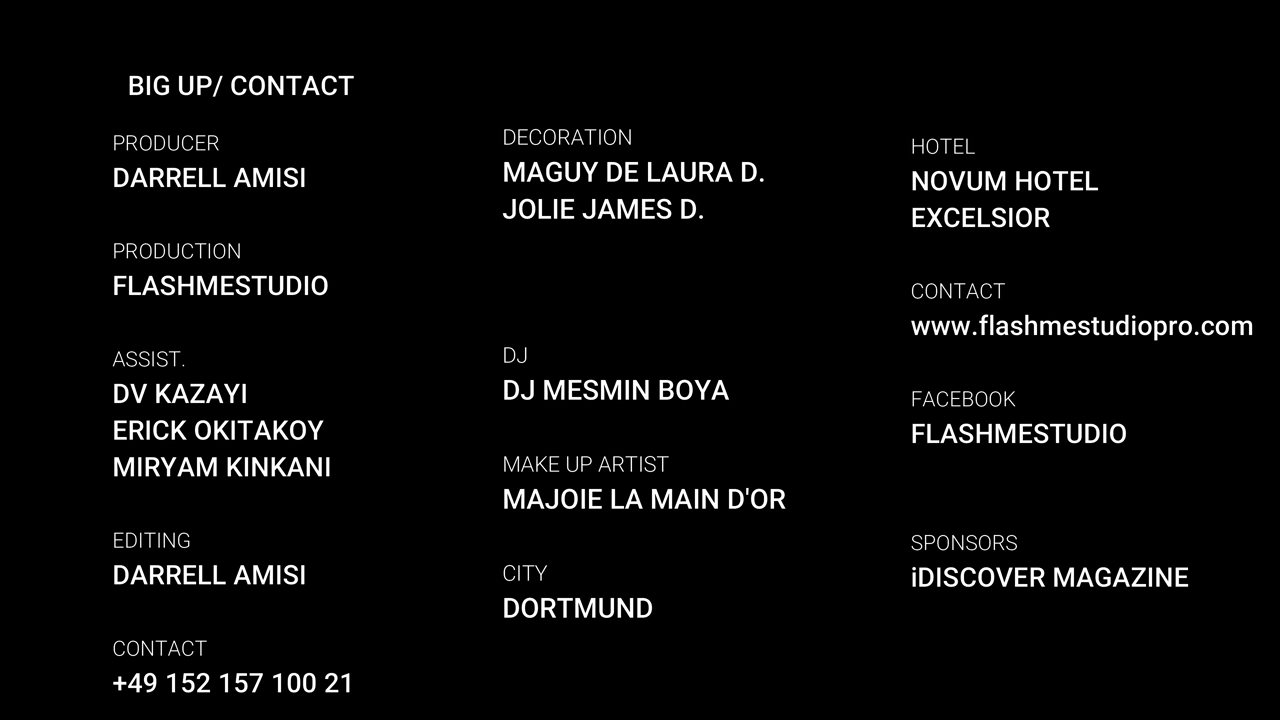 BIG UP/ CONTACT
PRODUCER
DARRELL AMISI
PRODUCTION
FLASHMESTUDIO
ASSIST.
DV KAZAYI
ERICK OKITAKOY
MIRYAM KINKANI
EDITING
DARRELL AMISI
CONTACT
+49 152 157 100 21
DECORATION
MAGUY DE LAURA D.
JOLIE JAMES D.
DJ
DJ MESMIN BOYA
MAKE UP ARTIST
MAJOIE LA MAIN D'OR
CITY
DORTMUND
HOTEL
NOVUM HOTEL
EXCELSIOR
CONTACT
www.flashmestudiopro.com
FACEBOOK
FLASHMESTUDIO
SPONSORS
iDISCOVER MAGAZINE